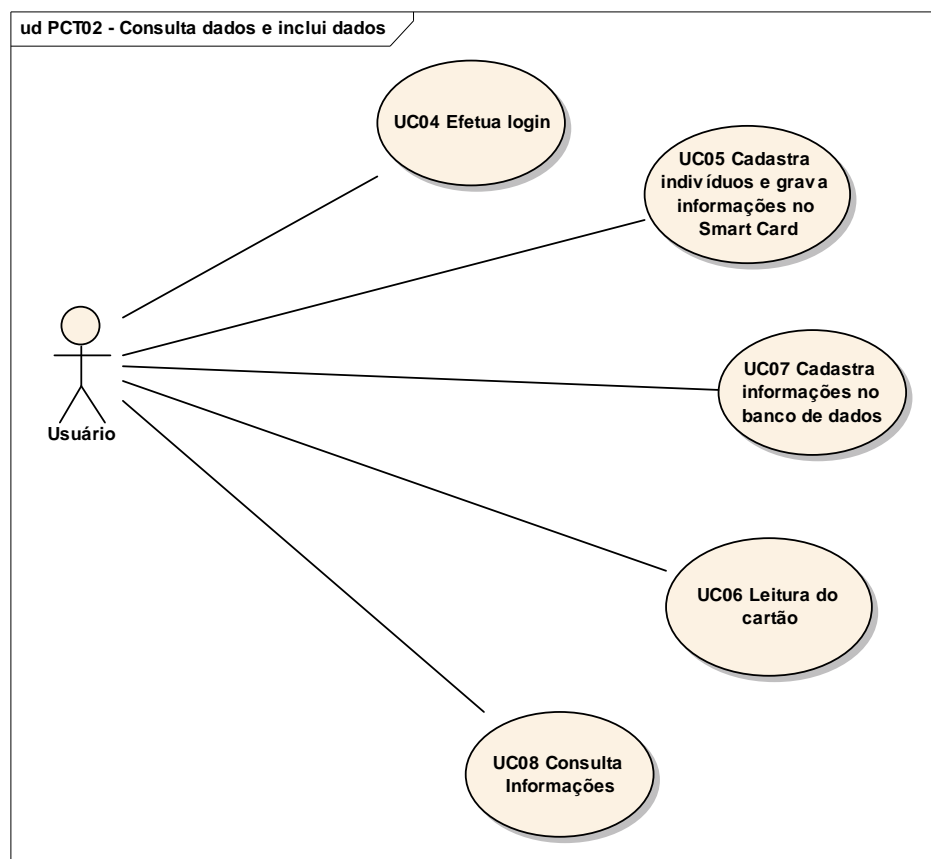 ud PCT02 - Consulta dados e inclui dados
UC04 Efetua login
UC05 Cadastra
indivíduos e grava
informações no
Smart Card
Usuário
UC07 Cadastra
informações no
banco de dados
UC06 Leitura do
cartão
UC08 Consulta
Informações